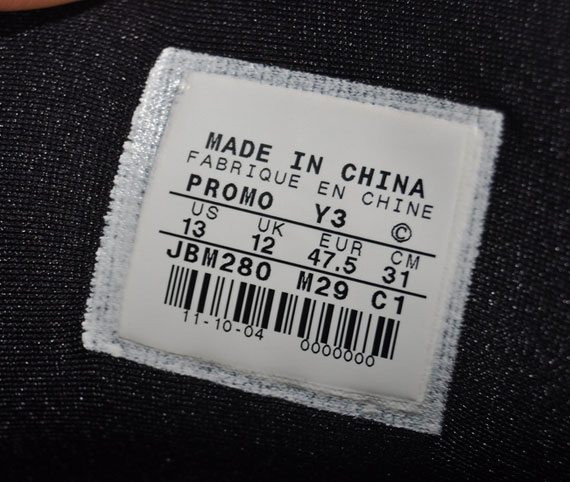 MADE IN CHINA
FABRIQUE EN CHINE
PROMO Y3 ©
US UK EUR CM
13 12 47.5 31
JBM280 M29 C1
11-10-04 0000000